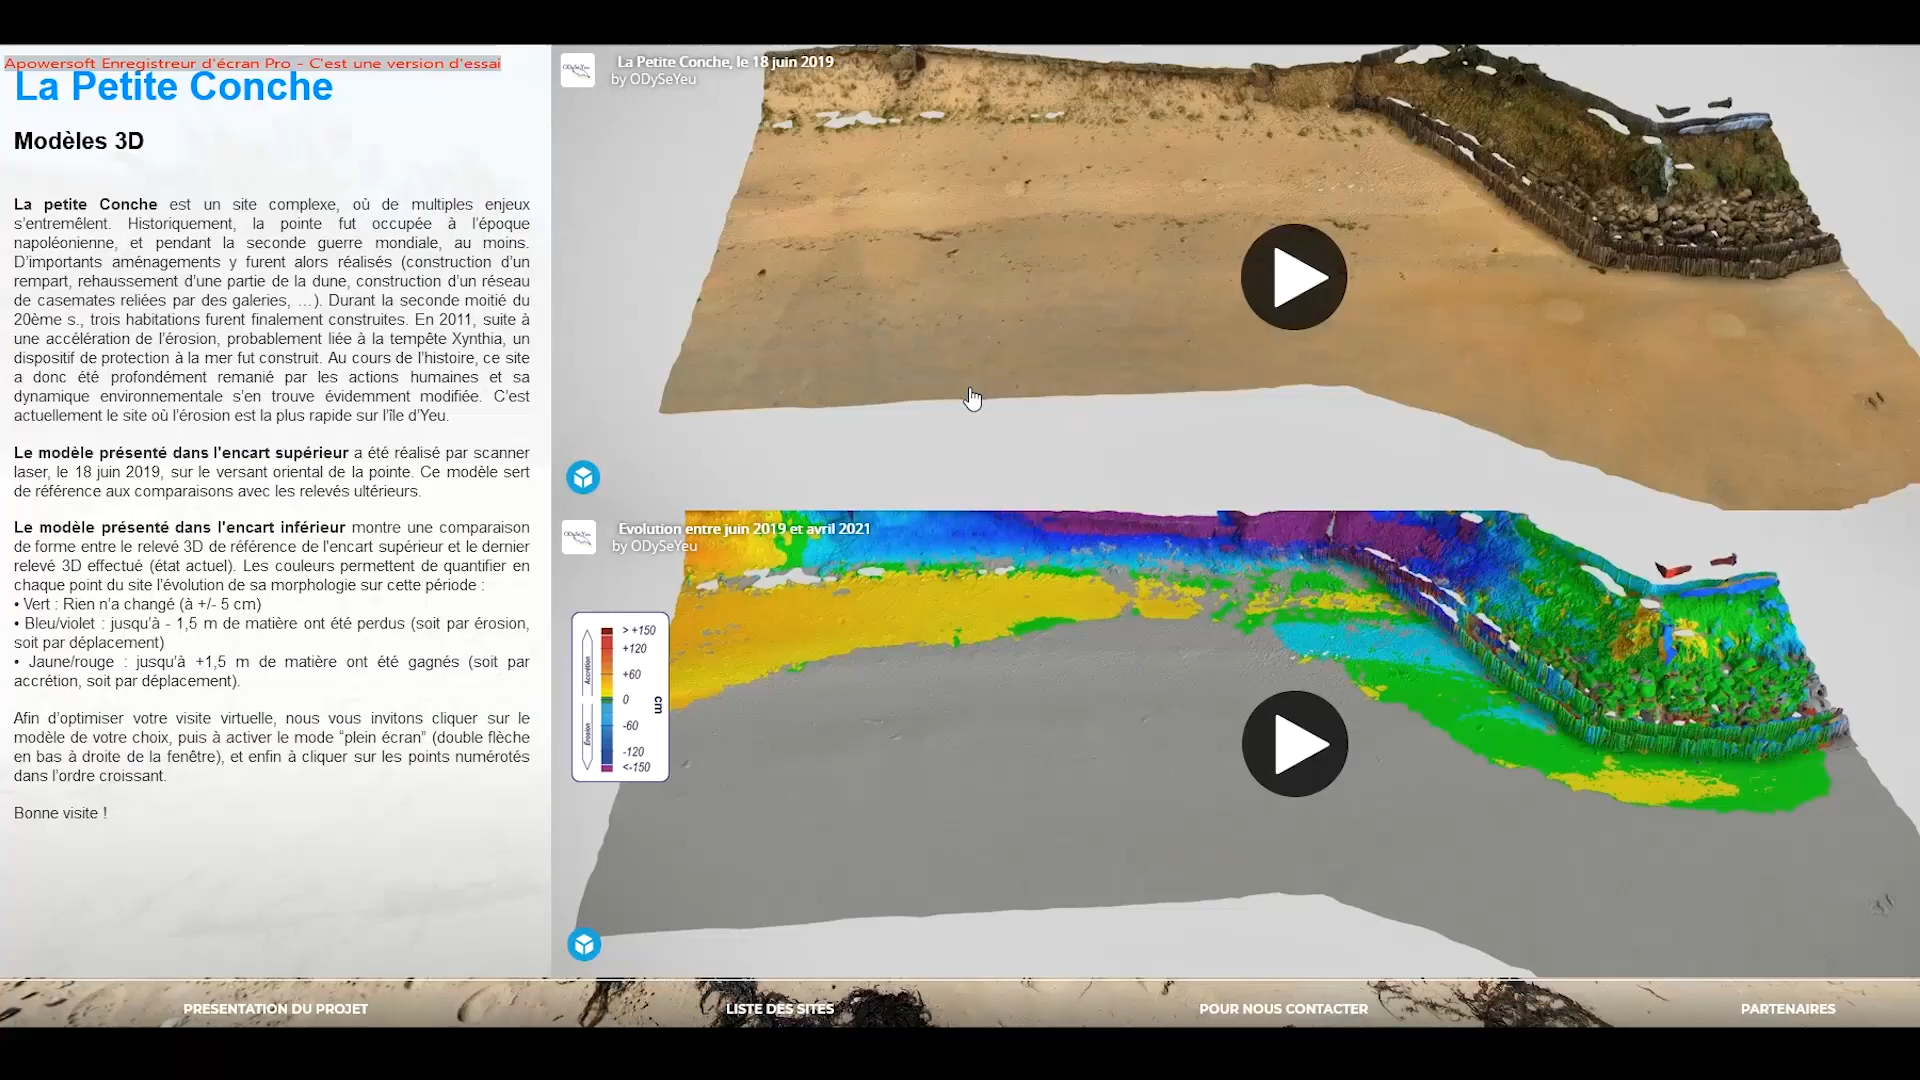 Apowersoft Enregistreur d'écran Pro - C'est une version d'essai
La Petite Conche
Modèles 3D
La petite Conche est un site complexe, où de multiples enjeux
s’entremêlent. Historiquement, la pointe fut occupée à l’époque
napoléonienne, et pendant la seconde guerre mondiale, au moins.
D’importants aménagements y furent alors réalisés (construction d’un
rempart, rehaussement d’une partie de la dune, construction d’un réseau
de casemates reliées par des galeries, …). Durant la seconde moitié du
20ème s., trois habitations furent finalement construites. En 2011, suite à
une accélération de l’érosion, probablement liée à la tempête Xynthia, un
dispositif de protection à la mer fut construit. Au cours de l’histoire, ce site
a donc été profondément remanié par les actions humaines et sa
dynamique environnementale s’en trouve évidemment modifiée. C’est
actuellement le site où l’érosion est la plus rapide sur l’île d’Yeu.
Le modèle présenté dans l'encart supérieur a été réalisé par scanner
laser, le 18 juin 2019, sur le versant oriental de la pointe. Ce modèle sert
de référence aux comparaisons avec les relevés ultérieurs.
Le modèle présenté dans l'encart inférieur montre une comparaison
de forme entre le relevé 3D de référence de l'encart supérieur et le dernier
relevé 3D effectué (état actuel). Les couleurs permettent de quantifier en
chaque point du site l’évolution de sa morphologie sur cette période :
• Vert : Rien n’a changé (à +/- 5 cm)
• Bleu/violet : jusqu’à - 1,5 m de matière ont été perdus (soit par érosion,
soit par déplacement)
• Jaune/rouge : jusqu’à +1,5 m de matière ont été gagnés (soit par
accrétion, soit par déplacement).
Afin d’optimiser votre visite virtuelle, nous vous invitons cliquer sur le
modèle de votre choix, puis à activer le mode “plein écran” (double flèche
en bas à droite de la fenêtre), et enfin à cliquer sur les points numérotés
dans l’ordre croissant.
Bonne visite !
La Petite Conche, le 18 juin 2019
by ODySeYeu
Evolution entre juin 2019 et avril 2021
by ODySeYeu
> +150
+120
+60
0
-60
-120
<-150
cm
Accrétion
Érosion
PRESENTATION DU PROJET
LISTE DES SITES
POUR NOUS CONTACTER
PARTENAIRES